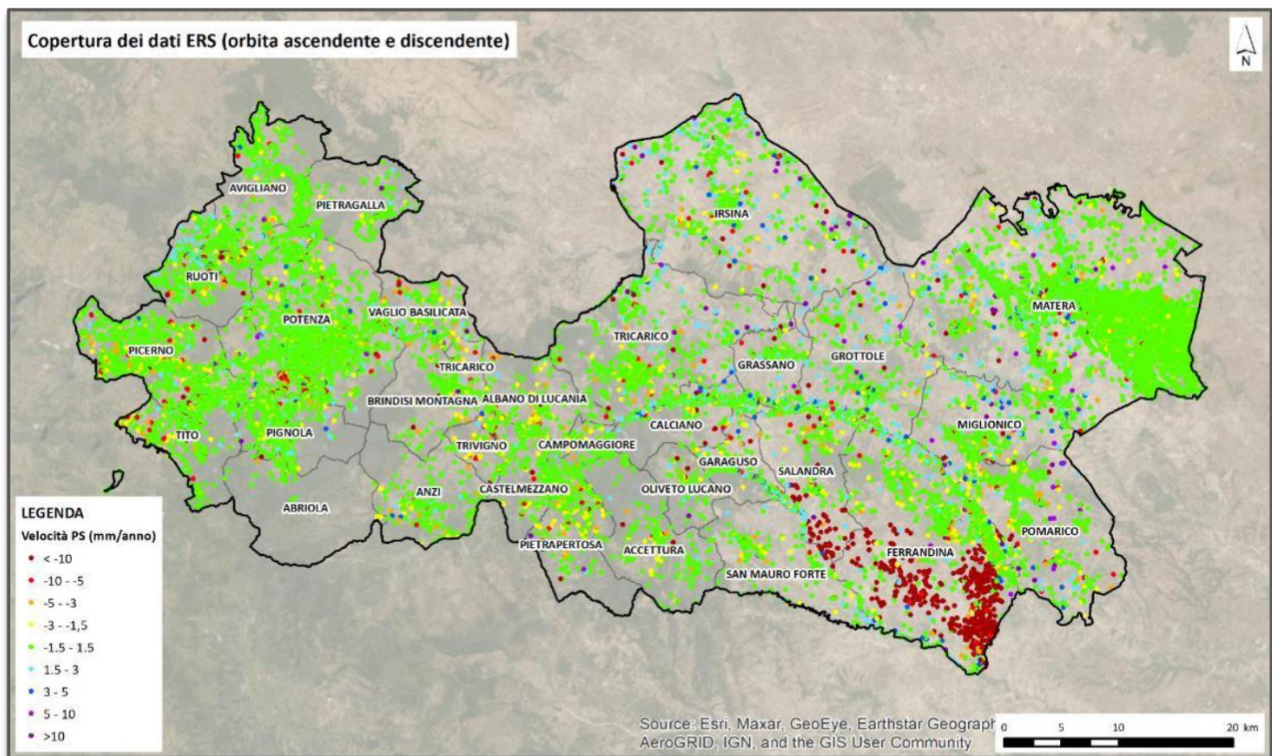 Copertura dei dati ERS (orbita ascendente e discendente)
N
AVIGLIANO
PIETRAGALLA
IRSINA
RUOTI
MATERA
POTENZA
VAGLIO BASILICATA
PICERNO
TRICARICO
GROTTOLE
GRASSANO
TRICARICO
BRINDISI MONTAGNA
ALBANO DI LUCANIA
TITO
PIGNOLA
CALCIANO
MIGLIONICO
TRIVIGNO
CAMPOMAGGIORE
GARAGUSO
SALANDRA
ANZI
CASTELMEZZANO
OLIVETO LUCANO
ABRIOLA
POMARICO
PIETRAPERTOSA
ACCETTURA
FERRANDINA
SAN MAURO FORTE
LEGENDA
Velocità PS (mm/anno)
< -10
-10 - -5
-5 - -3
-3 - -1,5
-1.5 - 1.5
1.5 - 3
3 - 5
5 - 10
>10
Source: Esri, Maxar, GeoEye, Earthstar Geograph
AeroGRID, IGN, and the GIS User Community
0 5 10 20 km